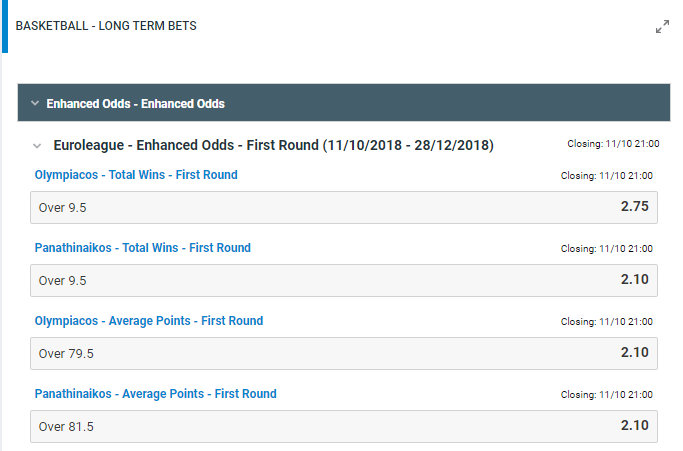 BASKETBALL - LONG TERM BETS
Enhanced Odds - Enhanced Odds
Euroleague - Enhanced Odds - First Round (11/10/2018 - 28/12/2018) Closing: 11/10 21:00
Olympiacos - Total Wins - First Round Closing: 11/10 21:00
Over 9.5 2.75
Panathinaikos - Total Wins - First Round Closing: 11/10 21:00
Over 9.5 2.10
Olympiacos - Average Points - First Round Closing: 11/10 21:00
Over 79.5 2.10
Panathinaikos - Average Points - First Round Closing: 11/10 21:00
Over 81.5 2.10